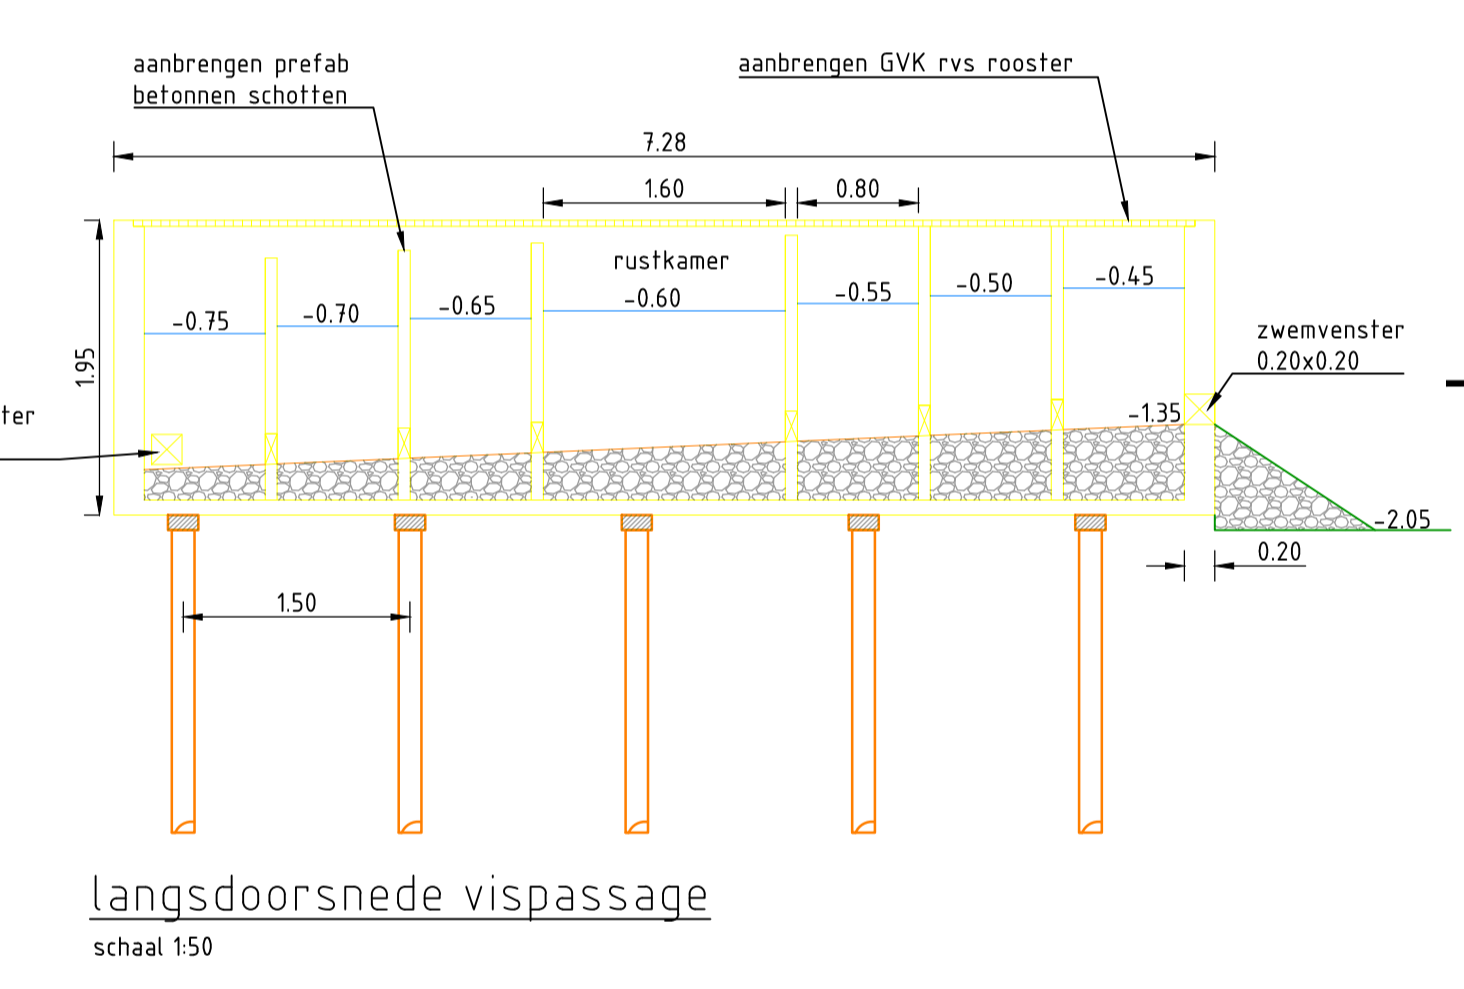 aanbrengen prefab
betonnen schotten
aanbrengen GVK rvs rooster
7.28
1.60
0.80
rustkamer
-0.75
-0.70
-0.65
-0.60
-0.55
-0.50
-0.45
1.95
zwemvenster
0.20x0.20
ter
-1.35
-2.05
0.20
1.50
langsdoorsnede vispassage
schaal 1:50